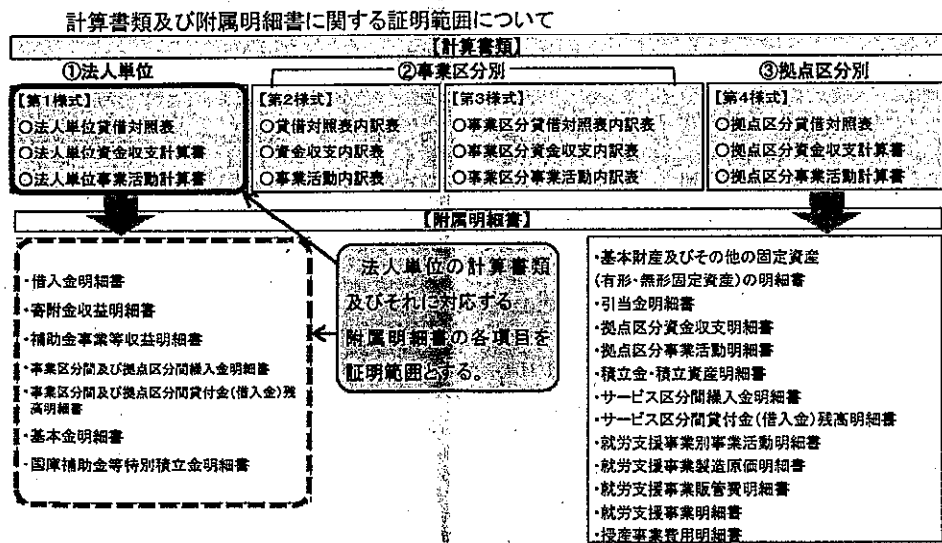 計算書類及び附属明細書に関する証明範囲について
【計算書類】
①法人単位
②事業区分別
③拠点区分別
【第1様式】
○法人単位貸借対照表
○法人単位資金収支計算書
○法人単位事業活動計算書
【第2様式】
○貸借対照表内訳表
○資金収支内訳表
○事業活動内訳表
【第3様式】
○事業区分貸借対照表内訳表
○事業区分資金収支内訳表
○事業区分事業活動内訳表
【第4様式】
○拠点区分貸借対照表
○拠点区分資金収支計算書
○拠点区分事業活動計算書
【附属明細書】
・借入金明細書
・寄附金収益明細書
・補助金事業等収益明細書
・事業区分間及び拠点区分間繰入金明細書
・事業区分間及び拠点区分間貸付金(借入金)残
高明細書
・基本金明細書
・国庫補助金等特別積立金明細書
法人単位の計算書類
及びそれに対応する
附属明細書の各項目を
証明範囲とする。
・基本財産及びその他の固定資産
(有形・無形固定資産)の明細書
・引当金明細書
・拠点区分資金収支明細書
・拠点区分事業活動明細書
・積立金・積立資産明細書
・サービス区分間繰入金明細書
・サービス区分間貸付金(借入金)残高明細書
・就労支援事業別事業活動明細書
・就労支援事業製造原価明細書
・就労支援事業販管費明細書
・就労支援事業明細書
・授産事業費用明細書